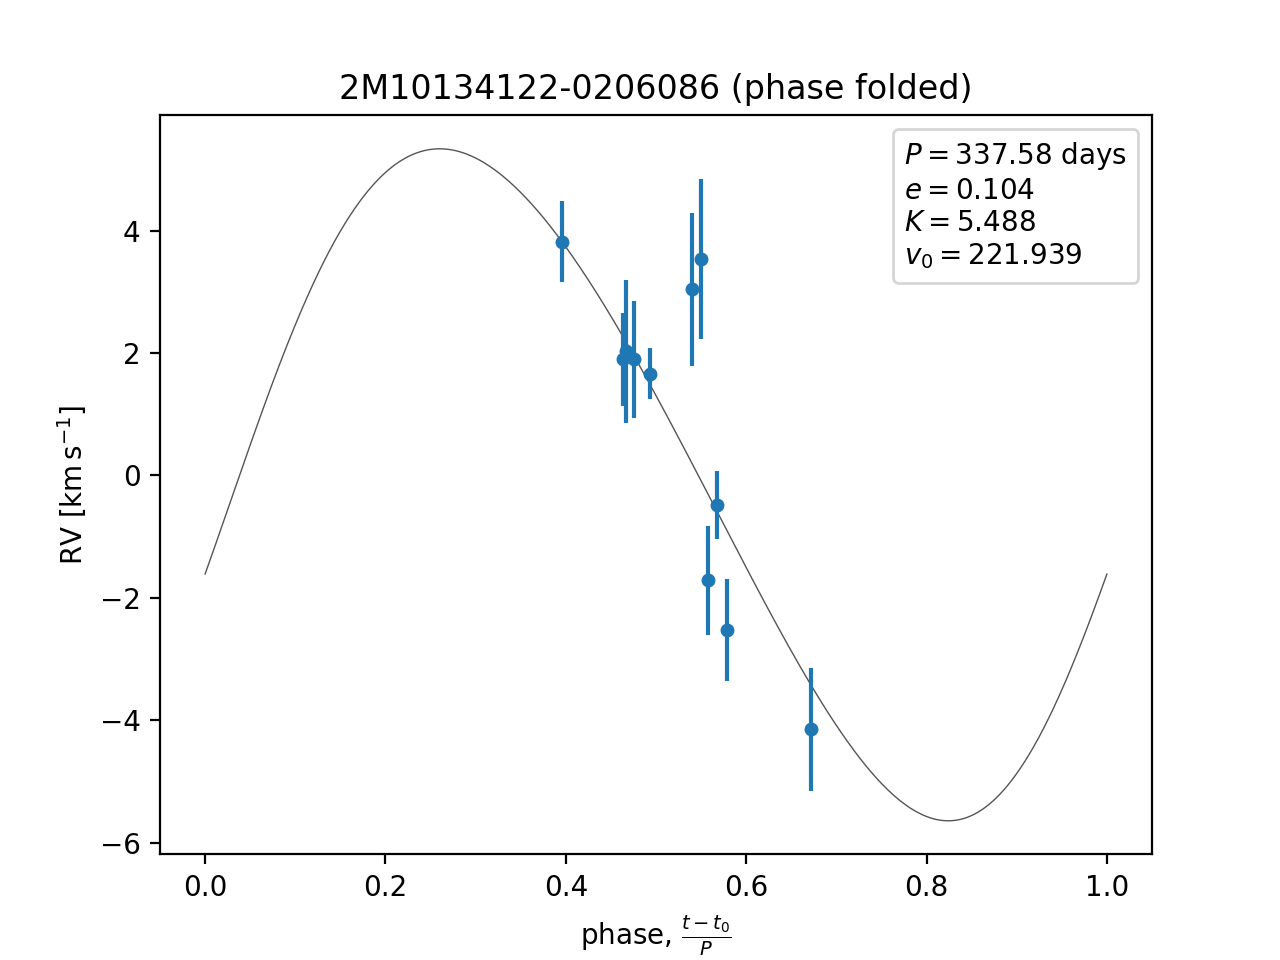 2M10134122-0206086 (phase folded)
P = 337.58 days
e = 0.104
K = 5.488
v₀ = 221.939
RV [km s⁻¹]
4
2
0
−2
−4
−6
0.0 0.2 0.4 0.6 0.8 1.0
phase, (t − t₀)/P